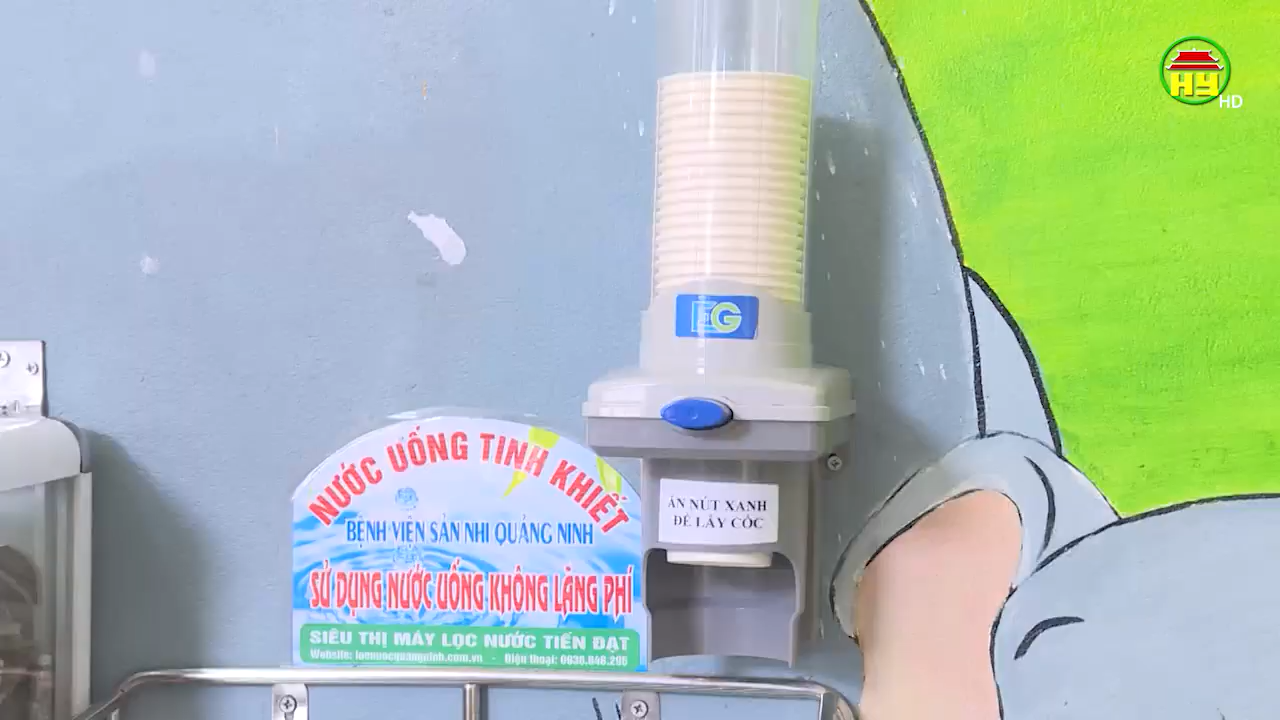 HY
HD
EG
NƯỚC UỐNG TINH KHIẾT
BỆNH VIỆN SẢN NHI QUẢNG NINH
SỬ DỤNG NƯỚC UỐNG KHÔNG LÃNG PHÍ
SIÊU THỊ MÁY LỌC NƯỚC TIẾN ĐẠT
Website: Điện thoại:
ẤN NÚT XANH
ĐỂ LẤY CỐC